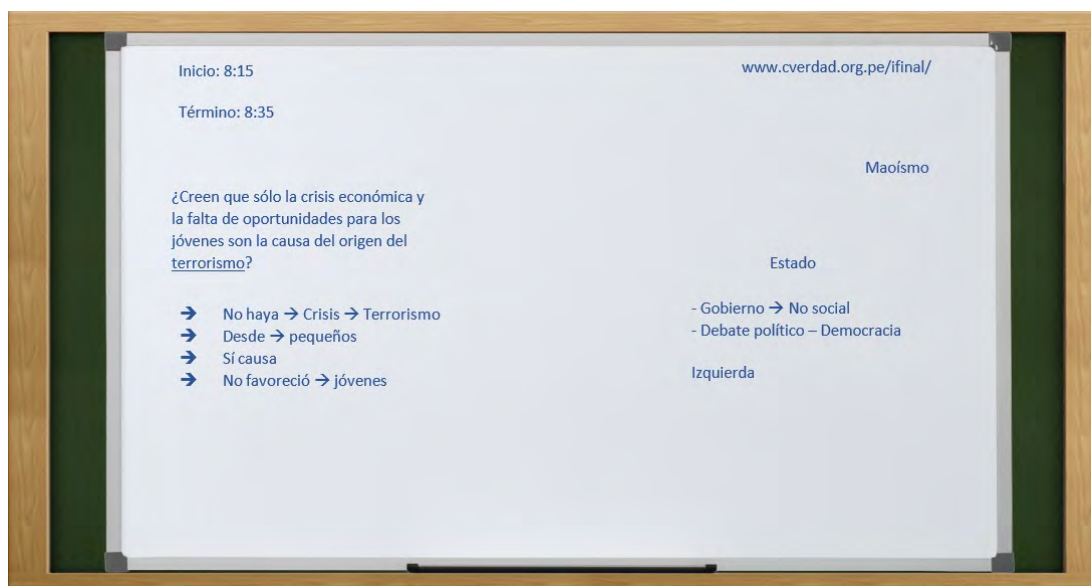 Inicio: 8:15
www.cverdad.org.pe/ifinal/
Término: 8:35
Maoísmo
¿Creen que sólo la crisis económica y
la falta de oportunidades para los
jóvenes son la causa del origen del
terrorismo?
Estado
➔ No haya → Crisis → Terrorismo
➔ Desde → pequeños
➔ Sí causa
➔ No favoreció → jóvenes
- Gobierno → No social
- Debate político – Democracia
Izquierda